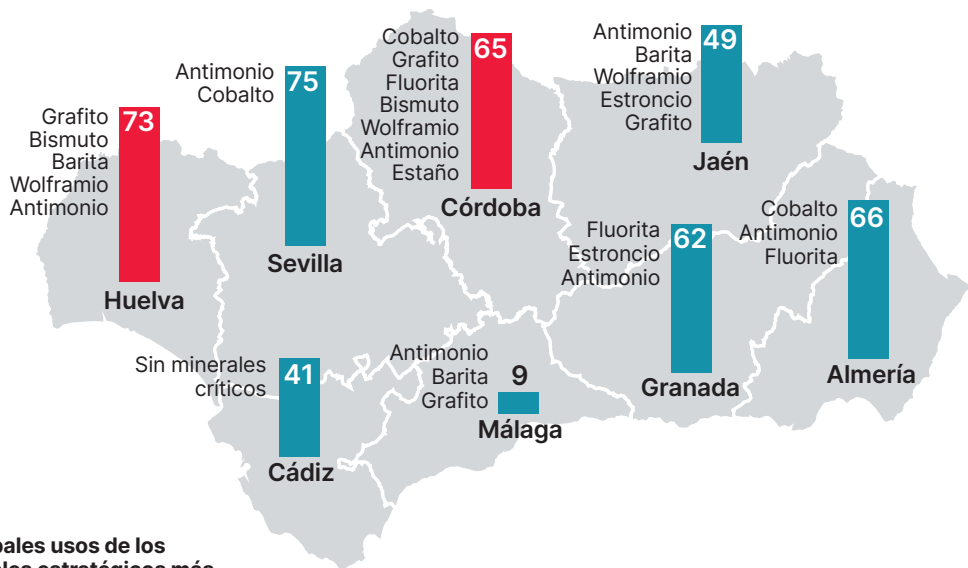 Grafito
Bismuto
Barita
Wolframio
Antimonio
73
Huelva
Antimonio
Cobalto
75
Sevilla
Cobalto
Grafito
Fluorita
Bismuto
Wolframio
Antimonio
Estaño
65
Córdoba
Antimonio
Barita
Wolframio
Estroncio
Grafito
49
Jaén
Fluorita
Estroncio
Antimonio
62
Granada
Cobalto
Antimonio
Fluorita
66
Almería
Sin minerales
críticos
41
Cádiz
Antimonio
Barita
Grafito
9
Málaga
usos de los
estratégicos más